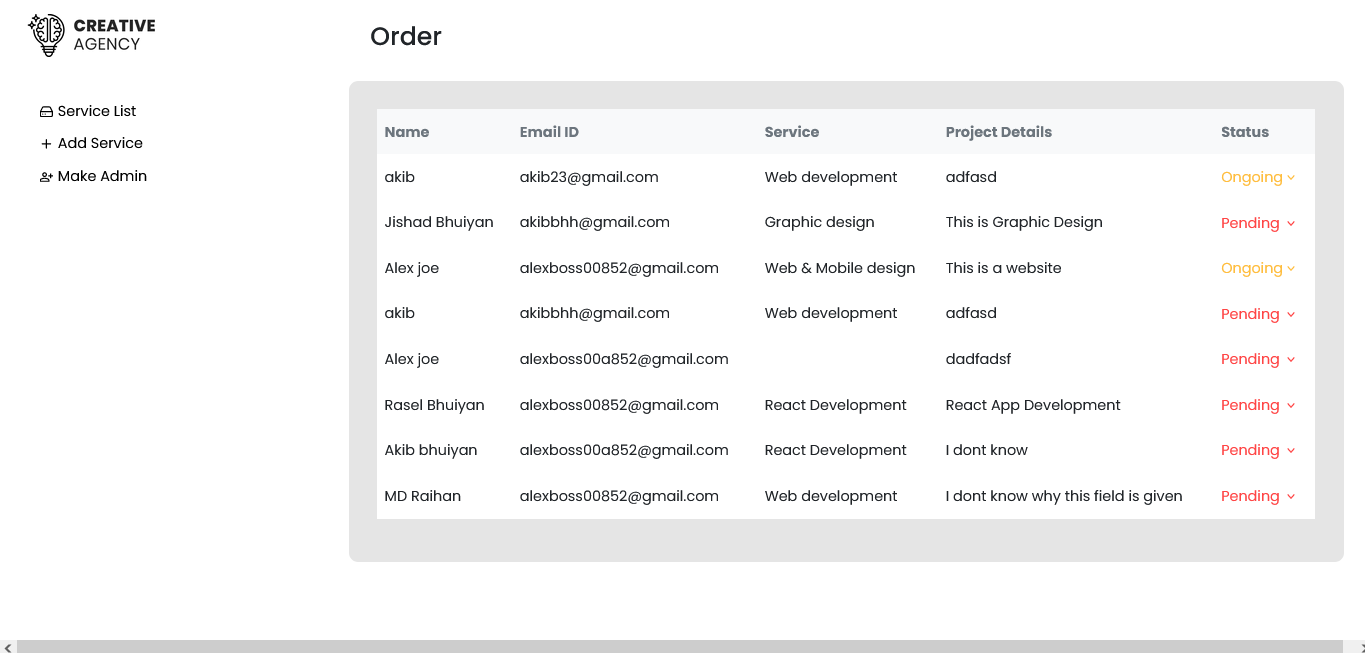 CREATIVE
AGENCY
Order
Service List
Add Service
Make Admin
Name Email ID Service Project Details Status
akib akib23@gmail.com Web development adfasd Ongoing
Jishad Bhuiyan akibbhh@gmail.com Graphic design This is Graphic Design Pending
Alex joe alexboss00852@gmail.com Web & Mobile design This is a website Ongoing
akib akibbhh@gmail.com Web development adfasd Pending
Alex joe alexboss00a852@gmail.com dadfadsf Pending
Rasel Bhuiyan alexboss00852@gmail.com React Development React App Development Pending
Akib bhuiyan alexboss00a852@gmail.com React Development I dont know Pending
MD Raihan alexboss00852@gmail.com Web development I dont know why this field is given Pending